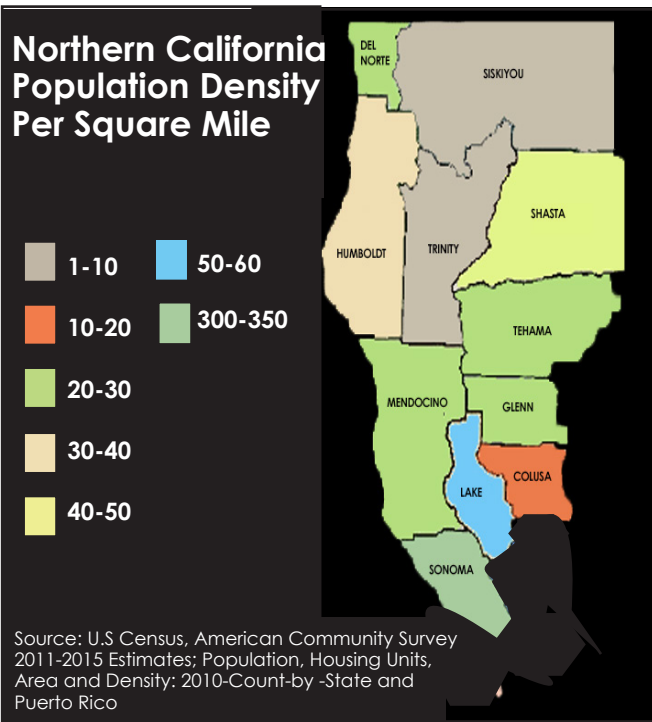 Northern California
Population Density
Per Square Mile
1-10
10-20
20-30
30-40
40-50
50-60
300-350
DEL
NORTE
SISKIYOU
SHASTA
HUMBOLDT
TRINITY
TEHAMA
MENDOCINO
GLENN
COLUSA
LAKE
SONOMA
Source: U.S Census, American Community Survey
2011-2015 Estimates; Population, Housing Units,
Area and Density: 2010-Count-by -State and
Puerto Rico